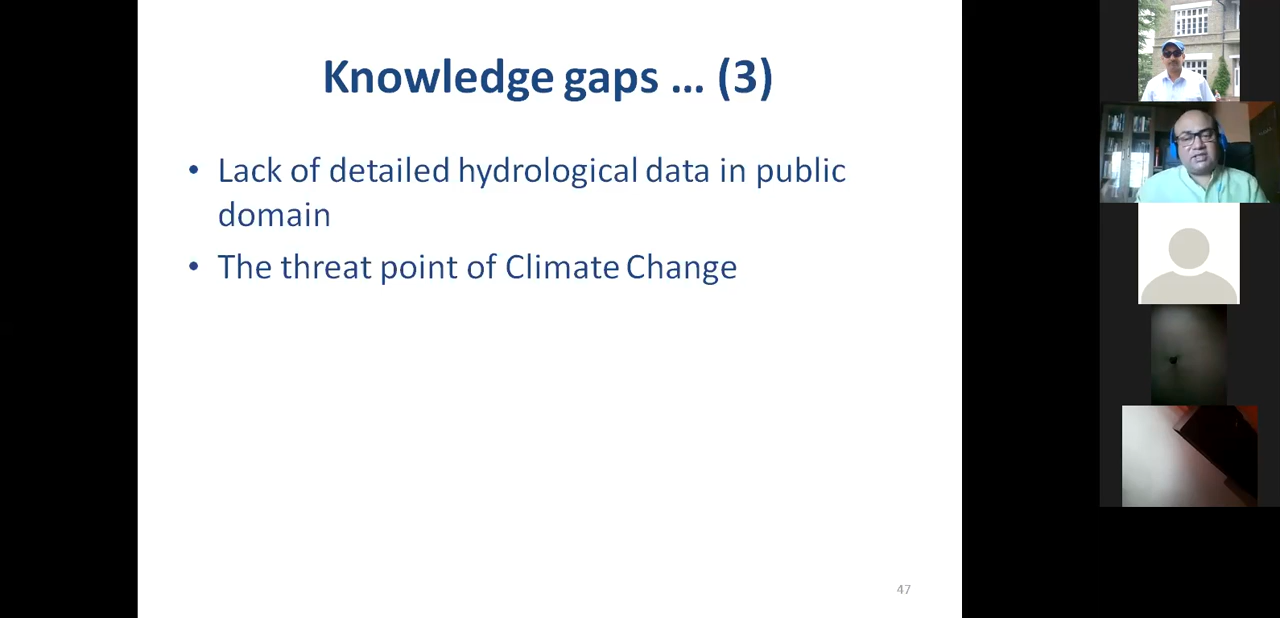 Knowledge gaps ... (3)
• Lack of detailed hydrological data in public
domain
• The threat point of Climate Change
47